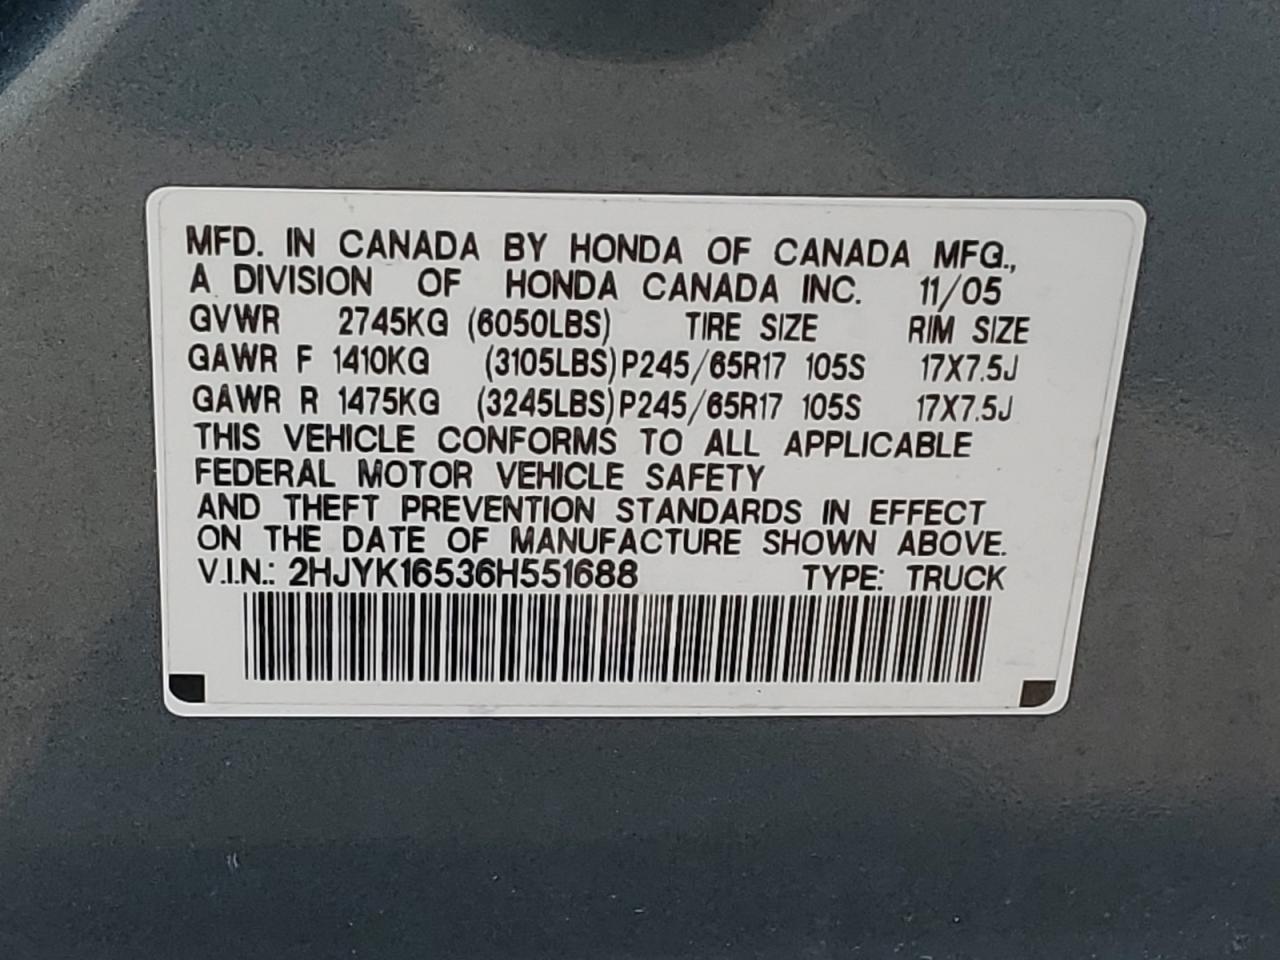 MFD. IN CANADA BY HONDA OF CANADA MFG.,
A DIVISION OF HONDA CANADA INC. 11/05
GVWR 2745KG (6050LBS) TIRE SIZE RIM SIZE
GAWR F 1410KG (3105LBS) P245/65R17 105S 17X7.5J
GAWR R 1475KG (3245LBS) P245/65R17 105S 17X7.5J
THIS VEHICLE CONFORMS TO ALL APPLICABLE
FEDERAL MOTOR VEHICLE SAFETY
AND THEFT PREVENTION STANDARDS IN EFFECT
ON THE DATE OF MANUFACTURE SHOWN ABOVE.
V.I.N.: 2HJYK16536H551688 TYPE: TRUCK